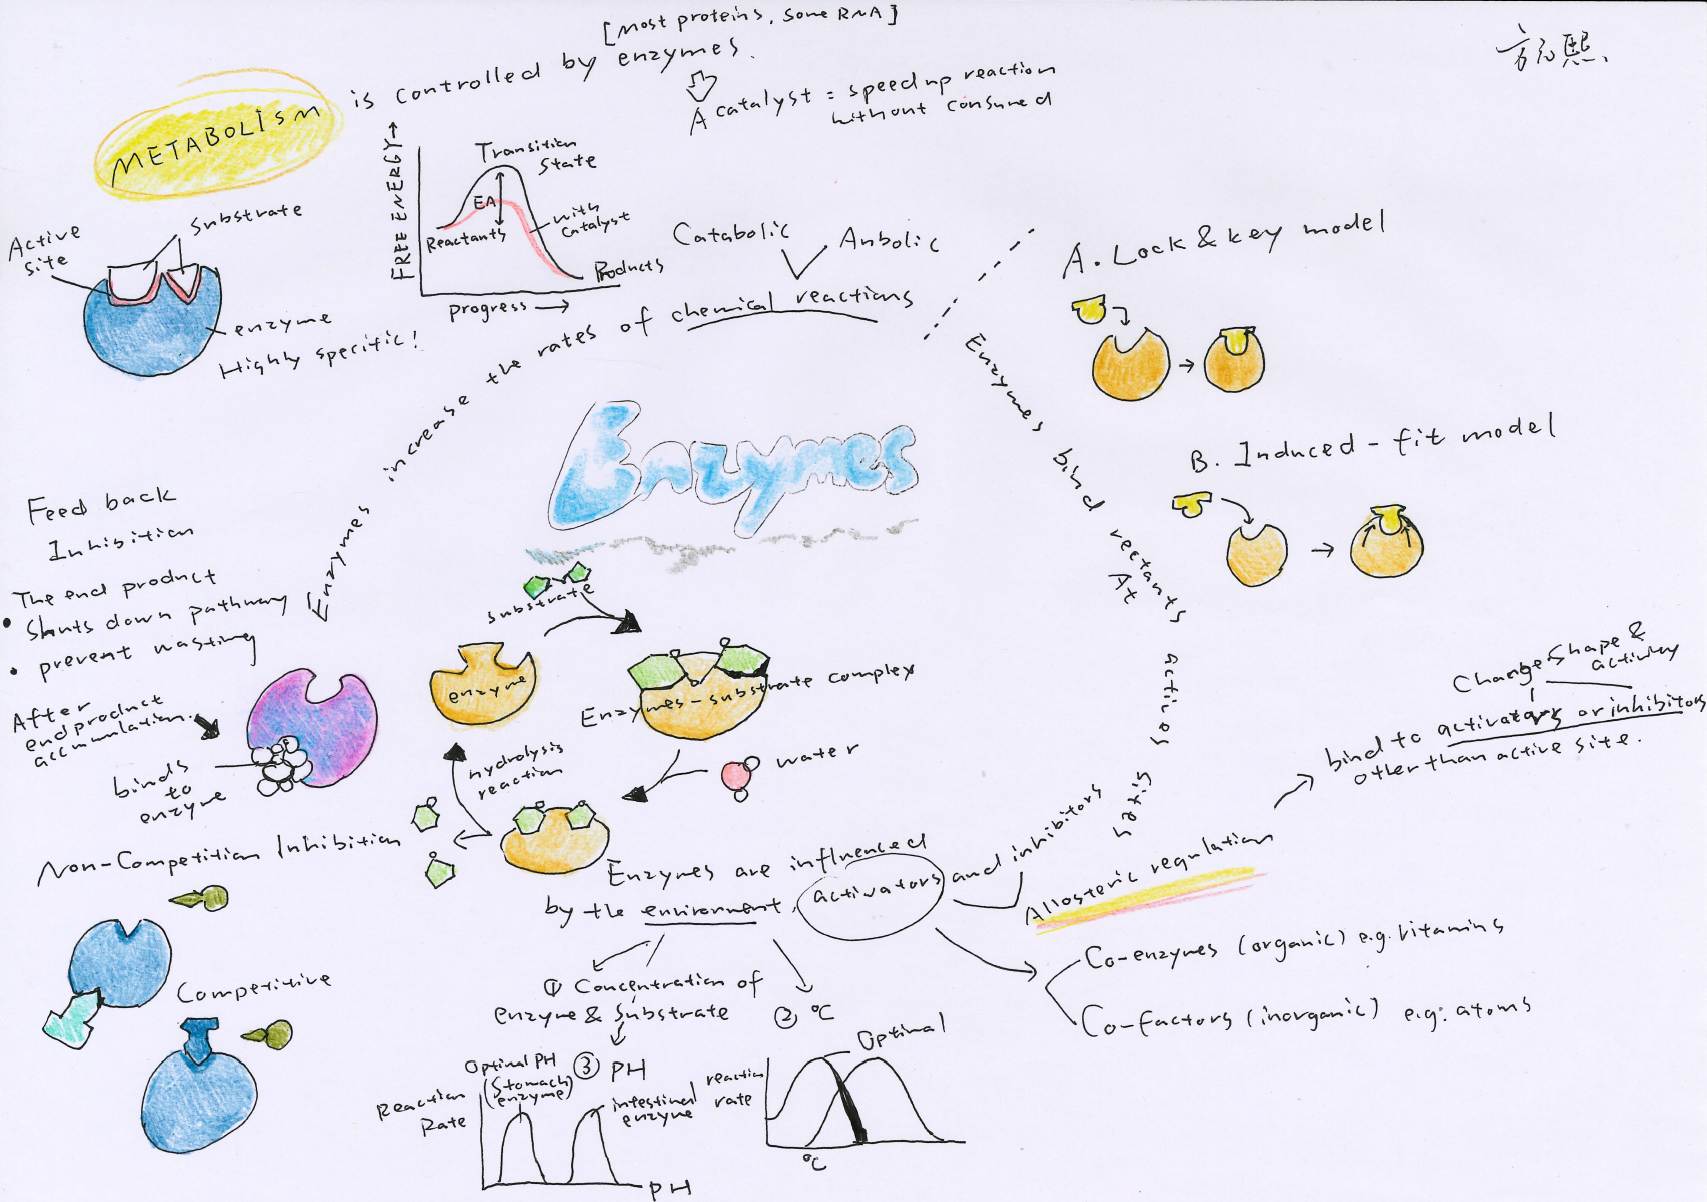 [Most proteins, some RNA]
METABOLISM is controlled by enzymes.
A catalyst = speed up reaction
without consumed
FREE ENERGY →
Transition
State
EA
Reactants
with
catalyst
Products
progress →
Substrate
Active
site
enzyme
Highly specific!
Catabolic
Anbolic
Enzymes increase the rates of chemical reactions
Enzymes
Enzymes bind rectants
At
actives
sites
A. Lock & key model
B. Induced-fit model
Feed back
Inhibition
The end product
• Shuts down pathway
• prevent wasting
After
end product
accumulation.
binds
to
enzyme
substrate
enzyme
Enzymes-substrate complex
water
hydrolysis
reaction
Non-Competition Inhibition
Competitive
Enzymes are influenced
by the environment, activators and inhibitors
Allosteric regulation
Change shape &
activity
bind to activators or inhibitors
other than active site.
Co-enzymes (organic) e.g. vitamins
Co-factors (inorganic) e.g: atoms
① Concentration of
enzyme & Substrate
② °C
③ PH
Optimal PH
(Stomach
enzyme)
Reaction
Rate
intestinal
enzyme
PH
Optimal
reaction
rate
°C